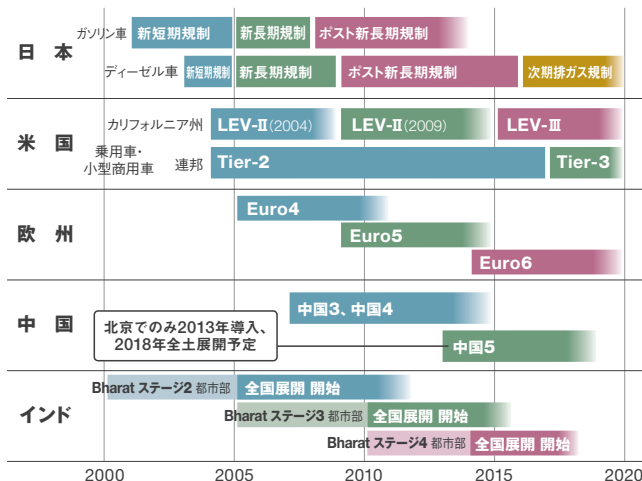 日 本
ガソリン車 新短期規制 新長期規制 ポスト新長期規制
ディーゼル車 新短期規制 新長期規制 ポスト新長期規制 次期排ガス規制
米 国
カリフォルニア州 LEV-II(2004) LEV-II(2009) LEV-III
乗用車・
小型商用車 連邦 Tier-2 Tier-3
欧 州
Euro4
Euro5
Euro6
中 国
中国3、中国4
北京でのみ2013年導入、
2018年全土展開予定
中国5
インド
Bharat ステージ2 都市部 全国展開 開始
Bharat ステージ3 都市部 全国展開 開始
Bharat ステージ4 都市部 全国展開 開始
2000 2005 2010 2015 2020